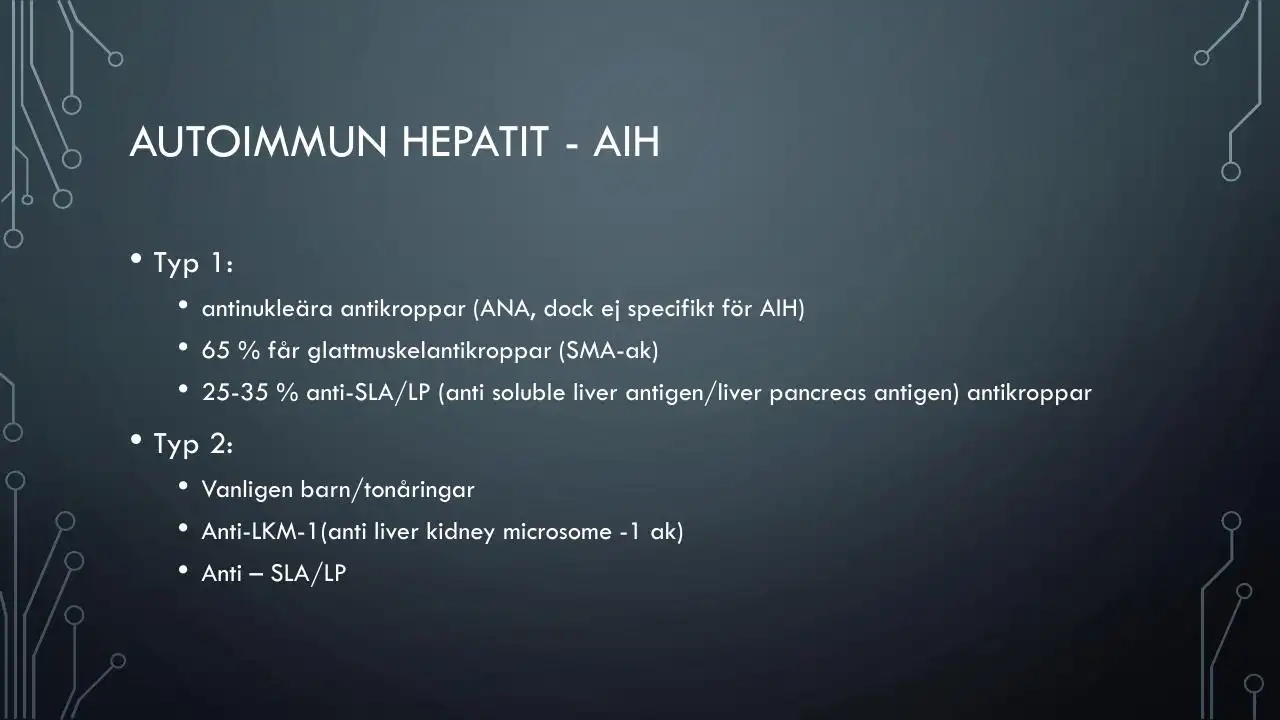 AUTOIMMUN HEPATIT - AIH
• Typ 1:
• antinukleära antikroppar (ANA, dock ej specifikt för AIH)
• 65 % får glattmuskelantikroppar (SMA-ak)
• 25-35 % anti-SLA/LP (anti soluble liver antigen/liver pancreas antigen) antikroppar
• Typ 2:
• Vanligen barn/tonåringar
• Anti-LKM-1(anti liver kidney microsome -1 ak)
• Anti – SLA/LP